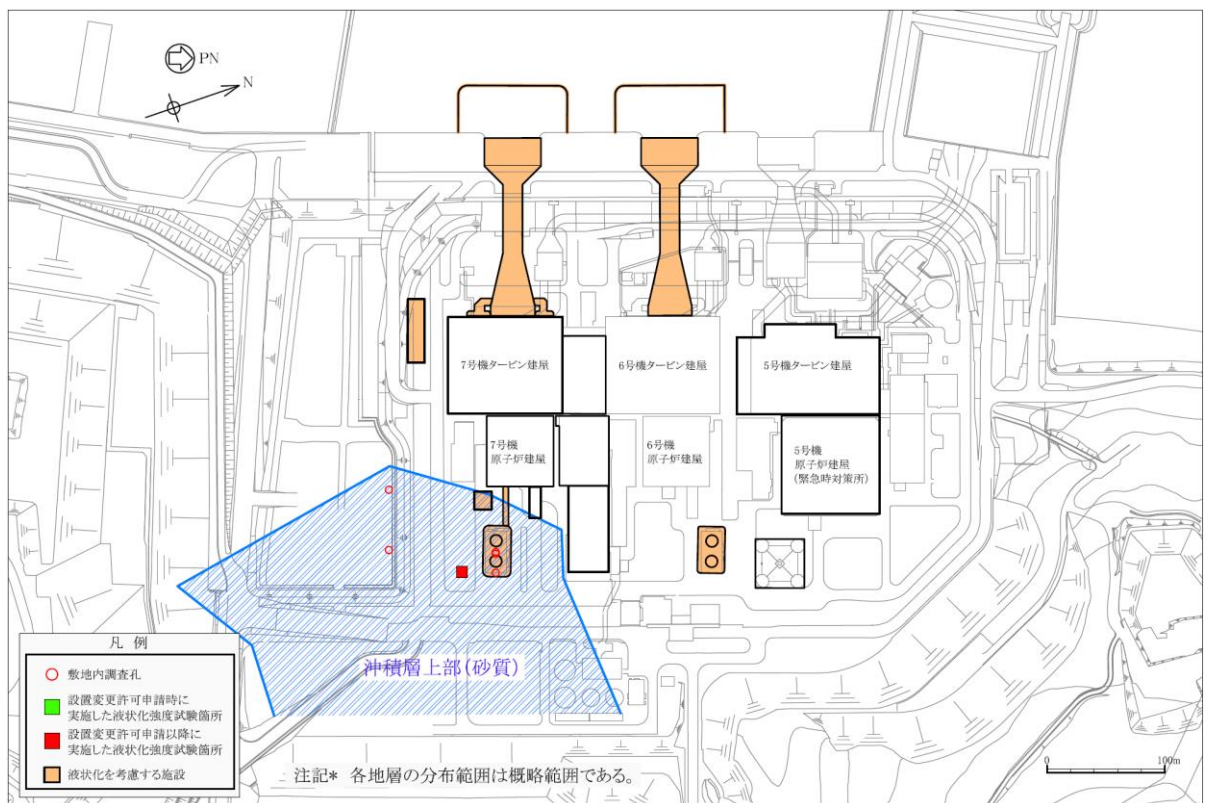 PN
N
7号機タービン建屋
6号機タービン建屋
5号機タービン建屋
7号機
原子炉建屋
6号機
原子炉建屋
5号機
原子炉建屋
(緊急時対策所)
沖積層上部(砂質)
凡 例
敷地内調査孔
設置変更許可申請時に
実施した液状化強度試験箇所
設置変更許可申請以降に
実施した液状化強度試験箇所
液状化を考慮する施設
注記* 各地層の分布範囲は概略範囲である。
0 100m